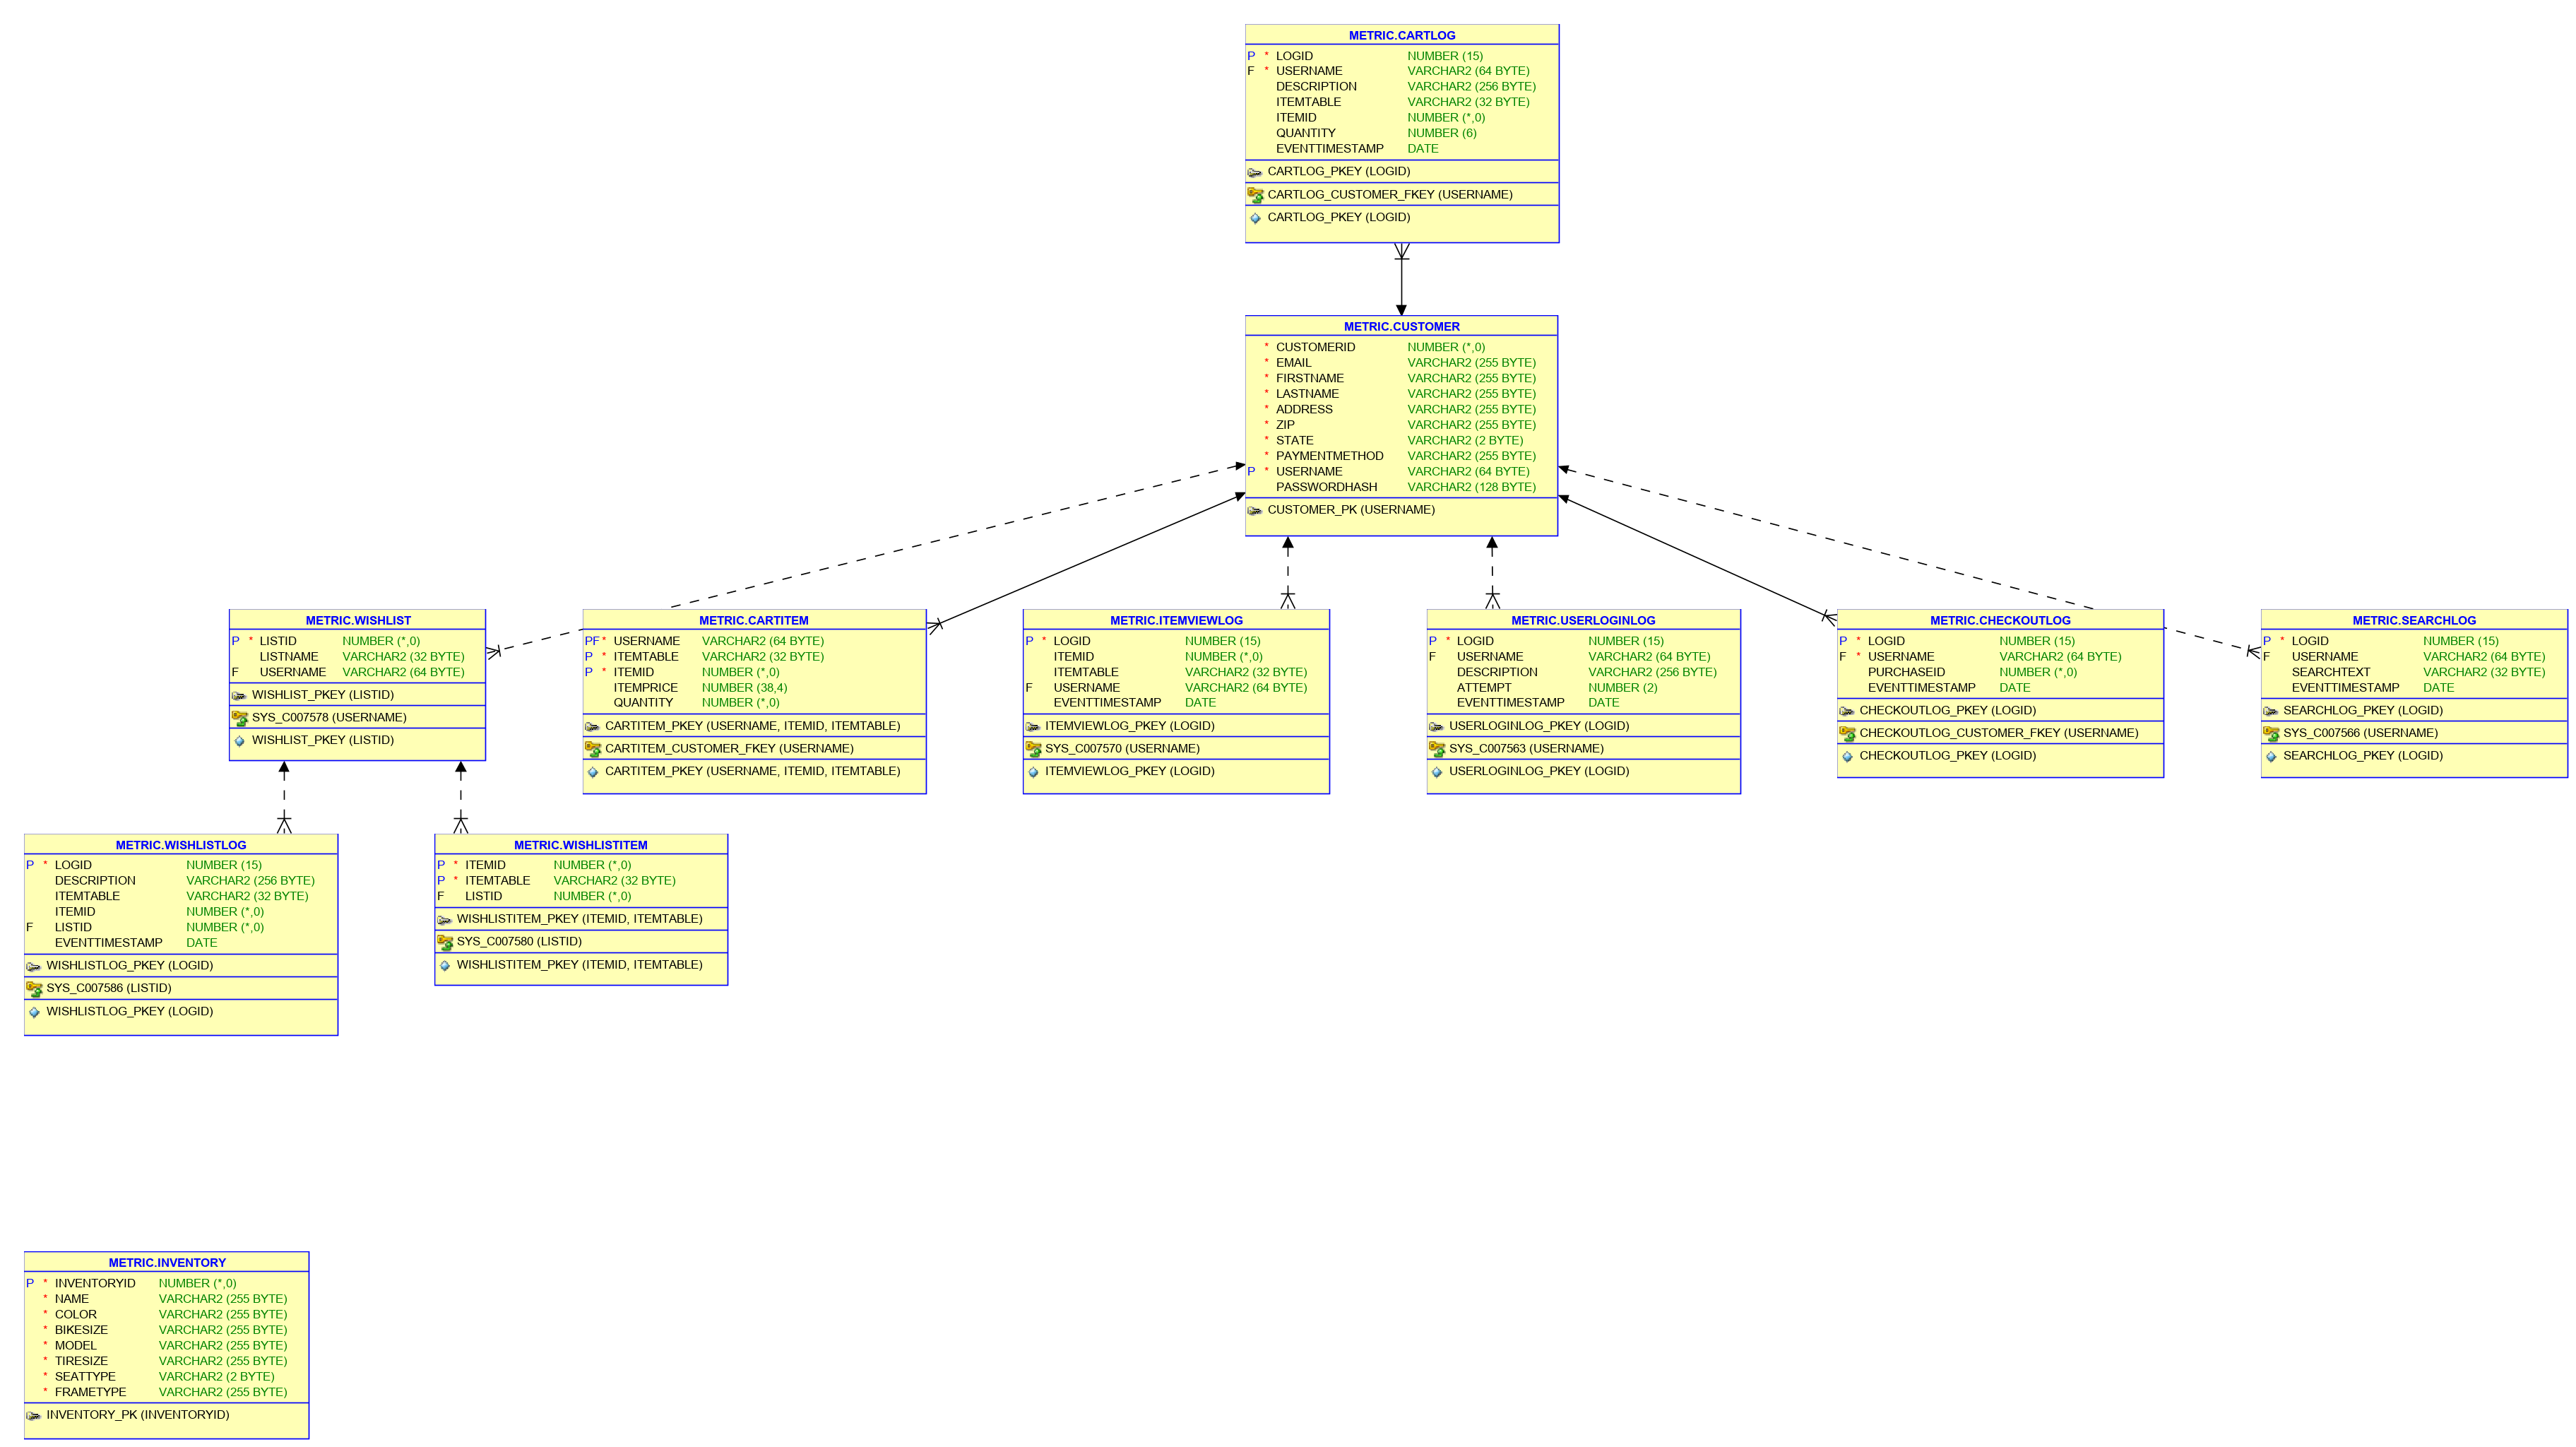 METRIC.CARTLOG
P * LOGID NUMBER (15)
F * USERNAME VARCHAR2 (64 BYTE)
DESCRIPTION VARCHAR2 (256 BYTE)
ITEMTABLE VARCHAR2 (32 BYTE)
ITEMID NUMBER (*,0)
QUANTITY NUMBER (6)
EVENTTIMESTAMP DATE
CARTLOG_PKEY (LOGID)
CARTLOG_CUSTOMER_FKEY (USERNAME)
CARTLOG_PKEY (LOGID)
METRIC.CUSTOMER
* CUSTOMERID NUMBER (*,0)
* EMAIL VARCHAR2 (255 BYTE)
* FIRSTNAME VARCHAR2 (255 BYTE)
* LASTNAME VARCHAR2 (255 BYTE)
* ADDRESS VARCHAR2 (255 BYTE)
* ZIP VARCHAR2 (255 BYTE)
* STATE VARCHAR2 (2 BYTE)
* PAYMENTMETHOD VARCHAR2 (255 BYTE)
P * USERNAME VARCHAR2 (64 BYTE)
PASSWORDHASH VARCHAR2 (128 BYTE)
CUSTOMER_PK (USERNAME)
METRIC.WISHLIST
P * LISTID NUMBER (*,0)
LISTNAME VARCHAR2 (32 BYTE)
F USERNAME VARCHAR2 (64 BYTE)
WISHLIST_PKEY (LISTID)
SYS_C007578 (USERNAME)
WISHLIST_PKEY (LISTID)
METRIC.CARTITEM
PF * USERNAME VARCHAR2 (64 BYTE)
P * ITEMTABLE VARCHAR2 (32 BYTE)
P * ITEMID NUMBER (*,0)
ITEMPRICE NUMBER (38,4)
QUANTITY NUMBER (*,0)
CARTITEM_PKEY (USERNAME, ITEMID, ITEMTABLE)
CARTITEM_CUSTOMER_FKEY (USERNAME)
CARTITEM_PKEY (USERNAME, ITEMID, ITEMTABLE)
METRIC.ITEMVIEWLOG
P * LOGID NUMBER (15)
ITEMID NUMBER (*,0)
ITEMTABLE VARCHAR2 (32 BYTE)
F USERNAME VARCHAR2 (64 BYTE)
EVENTTIMESTAMP DATE
ITEMVIEWLOG_PKEY (LOGID)
SYS_C007570 (USERNAME)
ITEMVIEWLOG_PKEY (LOGID)
METRIC.USERLOGINLOG
P * LOGID NUMBER (15)
F USERNAME VARCHAR2 (64 BYTE)
DESCRIPTION VARCHAR2 (256 BYTE)
ATTEMPT NUMBER (2)
EVENTTIMESTAMP DATE
USERLOGINLOG_PKEY (LOGID)
SYS_C007563 (USERNAME)
USERLOGINLOG_PKEY (LOGID)
METRIC.CHECKOUTLOG
P * LOGID NUMBER (15)
F * USERNAME VARCHAR2 (64 BYTE)
PURCHASEID NUMBER (*,0)
EVENTTIMESTAMP DATE
CHECKOUTLOG_PKEY (LOGID)
CHECKOUTLOG_CUSTOMER_FKEY (USERNAME)
CHECKOUTLOG_PKEY (LOGID)
METRIC.SEARCHLOG
P * LOGID NUMBER (15)
F USERNAME VARCHAR2 (64 BYTE)
SEARCHTEXT VARCHAR2 (32 BYTE)
EVENTTIMESTAMP DATE
SEARCHLOG_PKEY (LOGID)
SYS_C007566 (USERNAME)
SEARCHLOG_PKEY (LOGID)
METRIC.WISHLISTLOG
P * LOGID NUMBER (15)
DESCRIPTION VARCHAR2 (256 BYTE)
ITEMTABLE VARCHAR2 (32 BYTE)
ITEMID NUMBER (*,0)
F LISTID NUMBER (*,0)
EVENTTIMESTAMP DATE
WISHLISTLOG_PKEY (LOGID)
SYS_C007586 (LISTID)
WISHLISTLOG_PKEY (LOGID)
METRIC.WISHLISTITEM
P * ITEMID NUMBER (*,0)
P * ITEMTABLE VARCHAR2 (32 BYTE)
F LISTID NUMBER (*,0)
WISHLISTITEM_PKEY (ITEMID, ITEMTABLE)
SYS_C007580 (LISTID)
WISHLISTITEM_PKEY (ITEMID, ITEMTABLE)
METRIC.INVENTORY
P * INVENTORYID NUMBER (*,0)
* NAME VARCHAR2 (255 BYTE)
* COLOR VARCHAR2 (255 BYTE)
* BIKESIZE VARCHAR2 (255 BYTE)
* MODEL VARCHAR2 (255 BYTE)
* TIRESIZE VARCHAR2 (255 BYTE)
* SEATTYPE VARCHAR2 (2 BYTE)
* FRAMETYPE VARCHAR2 (255 BYTE)
INVENTORY_PK (INVENTORYID)